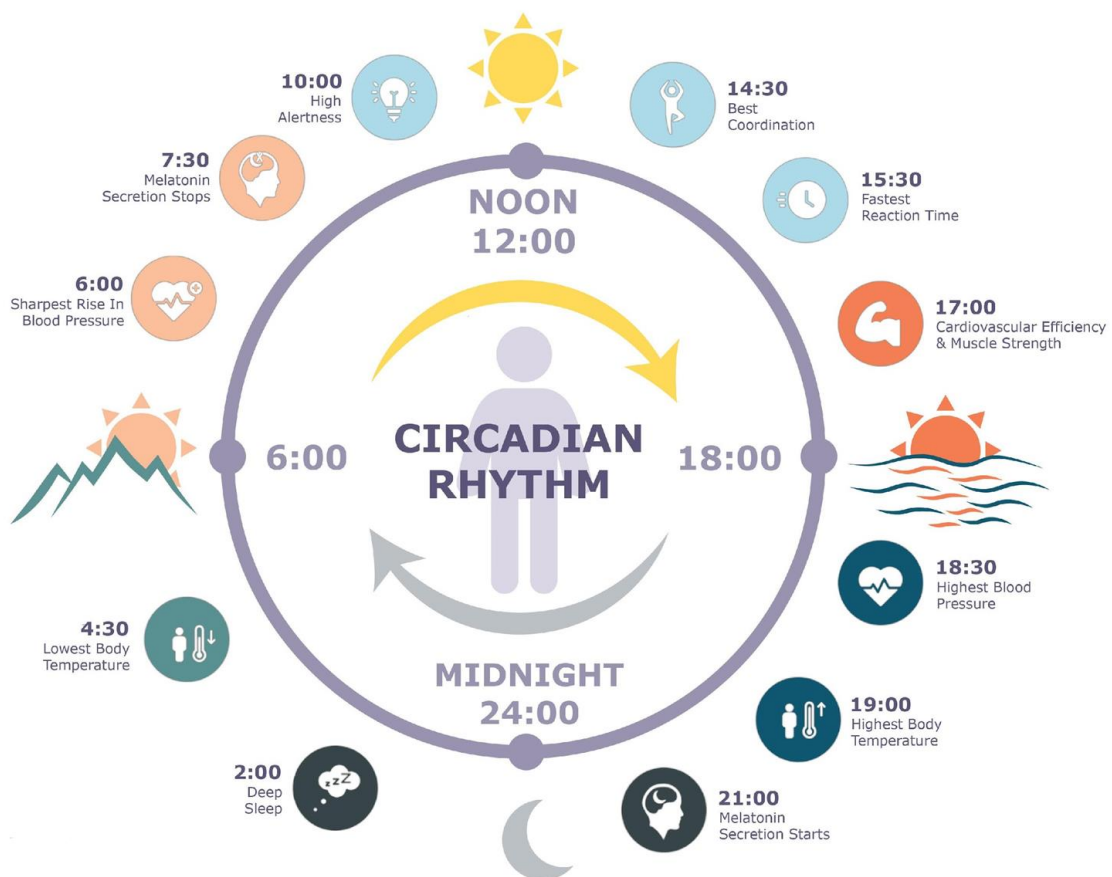 10:00
High
Alertness
14:30
Best
Coordination
7:30
Melatonin
Secretion Stops
15:30
Fastest
Reaction Time
NOON
12:00
6:00
Sharpest Rise In
Blood Pressure
17:00
Cardiovascular Efficiency
& Muscle Strength
6:00
CIRCADIAN
RHYTHM
18:00
18:30
Highest Blood
Pressure
4:30
Lowest Body
Temperature
MIDNIGHT
24:00
19:00
Highest Body
Temperature
2:00
Deep
Sleep
zzZ
21:00
Melatonin
Secretion Starts